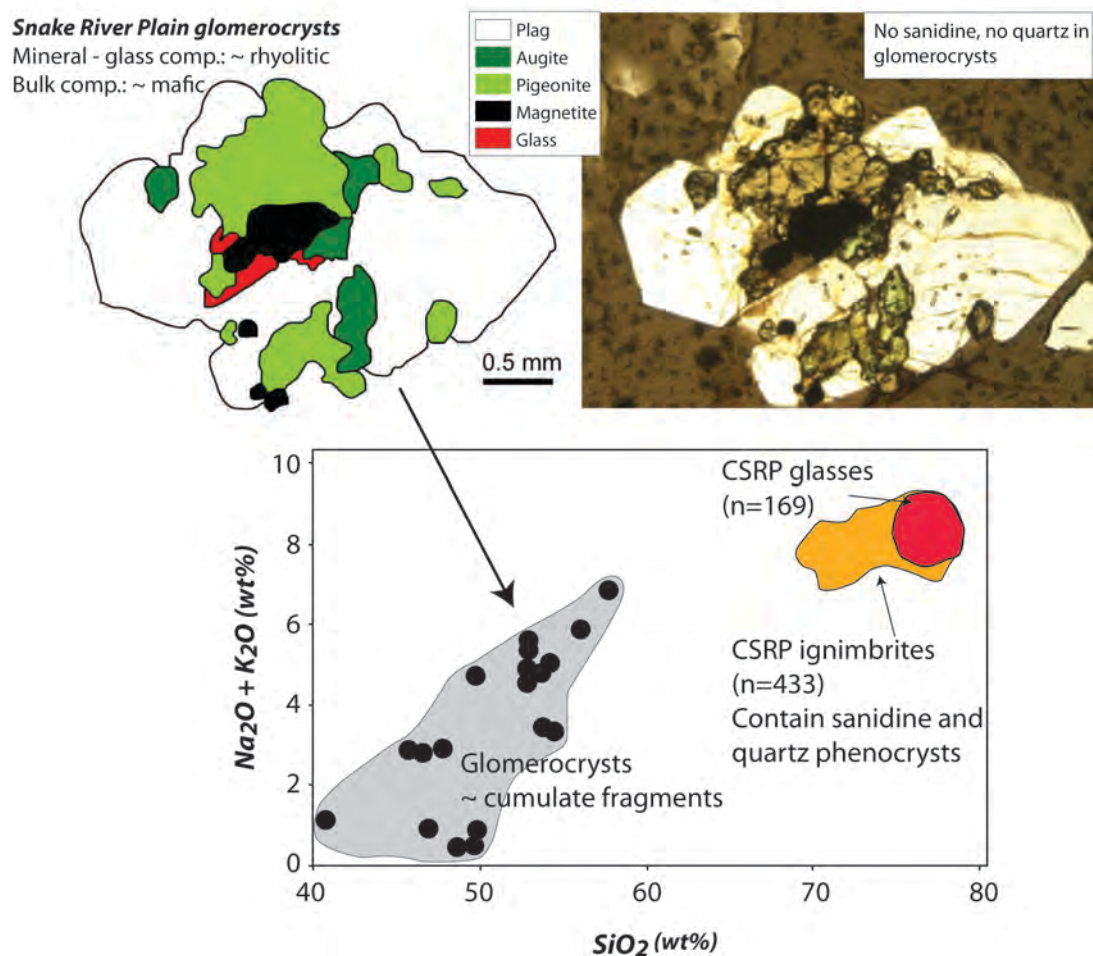 Snake River Plain glomerocrysts
Mineral - glass comp.: ~ rhyolitic
Bulk comp.: ~ mafic
Plag
Augite
Pigeonite
Magnetite
Glass
No sanidine, no quartz in
glomerocrysts
0.5 mm
10
8
6
4
2
0
Na2O + K2O (wt%)
CSRP glasses
(n=169)
CSRP ignimbrites
(n=433)
Contain sanidine and
quartz phenocrysts
Glomerocrysts
~ cumulate fragments
40 50 60 70 80
SiO2 (wt%)